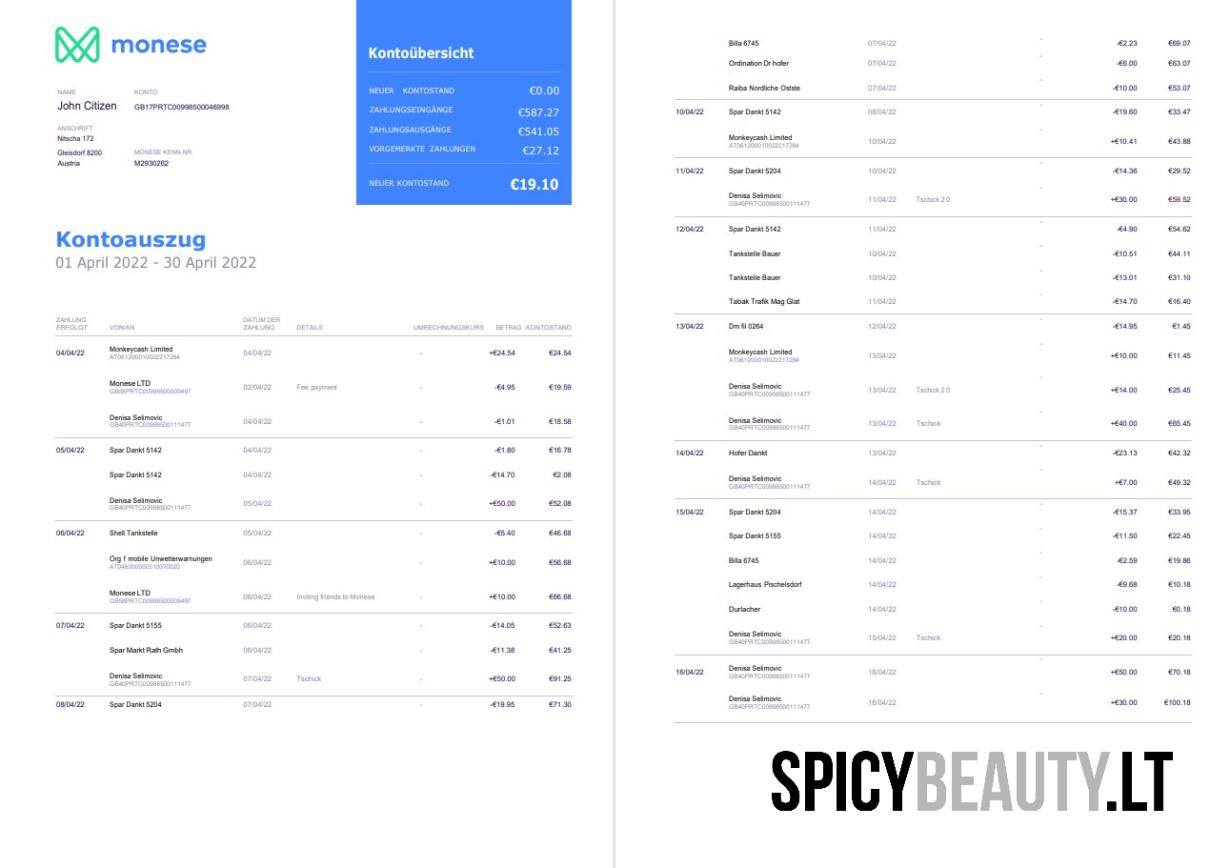 monese
NAME KONTO
John Citizen GB17PRTC00998500046998
ANSCHRIFT
Nitscha 172
Gleisdorf 8200 MONESE KENN-NR.
Austria M2930262
Kontoübersicht
NEUER KONTOSTAND €0.00
ZAHLUNGSEINGÄNGE €587.27
ZAHLUNGSAUSGÄNGE €541.05
VORGEMERKTE ZAHLUNGEN €27.12
NEUER KONTOSTAND €19.10
Kontoauszug
01 April 2022 - 30 April 2022
ZAHLUNG ERFOLGT VON/AN DATUM DER ZAHLUNG DETAILS UMRECHNUNGSKURS BETRAG KONTOSTAND
04/04/22 Monkeycash Limited 04/04/22 - +€24.54 €24.54
AT061200010022217284
Monese LTD 02/04/22 Fee payment - -€4.95 €19.59
GB68PRTC00998500009497
Denisa Selimovic 04/04/22 - -€1.01 €18.58
GB40PRTC00998500111477
05/04/22 Spar Dankt 5142 04/04/22 - -€1.80 €16.78
Spar Dankt 5142 04/04/22 - -€14.70 €2.08
Denisa Selimovic 05/04/22 - +€50.00 €52.08
GB40PRTC00998500111477
06/04/22 Shell Tankstelle 05/04/22 - -€5.40 €46.68
Org f mobile Unwetterwarnungen 06/04/22 - +€10.00 €56.68
AT049300000510070020
Monese LTD 06/04/22 Inviting friends to Monese - +€10.00 €66.68
GB68PRTC00998500009497
07/04/22 Spar Dankt 5155 06/04/22 - -€14.05 €52.63
Spar Markt Rath Gmbh 06/04/22 - -€11.38 €41.25
Denisa Selimovic 07/04/22 Tschick - +€50.00 €91.25
GB40PRTC00998500111477
08/04/22 Spar Dankt 5204 07/04/22 - -€19.95 €71.30
Billa 6745 07/04/22 - -€2.23 €69.07
Ordination Dr hofer 07/04/22 -€6.00 €63.07
Raiba Nordliche Ostste 07/04/22 - -€10.00 €53.07
10/04/22 Spar Dankt 5142 08/04/22 - -€19.60 €33.47
Monkeycash Limited 10/04/22 - +€10.41 €43.88
AT061200010022217284
11/04/22 Spar Dankt 5204 10/04/22 - -€14.36 €29.52
Denisa Selimovic 11/04/22 Tschick 2 0 - +€30.00 €59.52
GB40PRTC00998500111477
12/04/22 Spar Dankt 5142 11/04/22 - -€4.90 €54.62
Tankstelle Bauer 10/04/22 - -€10.51 €44.11
Tankstelle Bauer 10/04/22 - -€13.01 €31.10
Tabak Trafik Mag Glat 11/04/22 - -€14.70 €16.40
13/04/22 Dm fil 0264 12/04/22 - -€14.95 €1.45
Monkeycash Limited 13/04/22 - +€10.00 €11.45
AT061200010022217284
Denisa Selimovic 13/04/22 Tschick 2 0 - +€14.00 €25.45
GB40PRTC00998500111477
Denisa Selimovic 13/04/22 Tschick - +€40.00 €65.45
GB40PRTC00998500111477
14/04/22 Hofer Dankt 13/04/22 - -€23.13 €42.32
Denisa Selimovic 14/04/22 Tschick - +€7.00 €49.32
GB40PRTC00998500111477
15/04/22 Spar Dankt 5204 14/04/22 - -€15.37 €33.95
Spar Dankt 5155 14/04/22 - -€11.50 €22.45
Billa 6745 14/04/22 - -€2.59 €19.86
Lagerhaus Pischelsdorf 14/04/22 - -€9.68 €10.18
Durlacher 14/04/22 - -€10.00 €0.18
Denisa Selimovic 15/04/22 Tschick - +€20.00 €20.18
GB40PRTC00998500111477
16/04/22 Denisa Selimovic 16/04/22 - +€50.00 €70.18
GB40PRTC00998500111477
Denisa Selimovic 16/04/22 - +€30.00 €100.18
GB40PRTC00998500111477
SPICYBEAUTY.LT